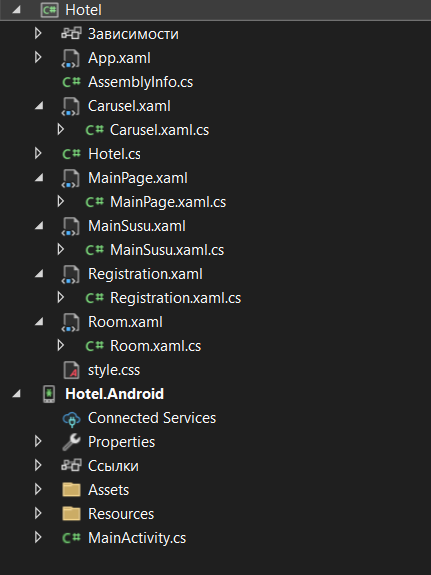 Hotel
Зависимости
App.xaml
AssemblyInfo.cs
Carusel.xaml
C# Carusel.xaml.cs
C# Hotel.cs
MainPage.xaml
C# MainPage.xaml.cs
MainSusu.xaml
C# MainSusu.xaml.cs
Registration.xaml
C# Registration.xaml.cs
Room.xaml
C# Room.xaml.cs
style.css
Hotel.Android
Connected Services
Properties
Ссылки
Assets
Resources
C# MainActivity.cs